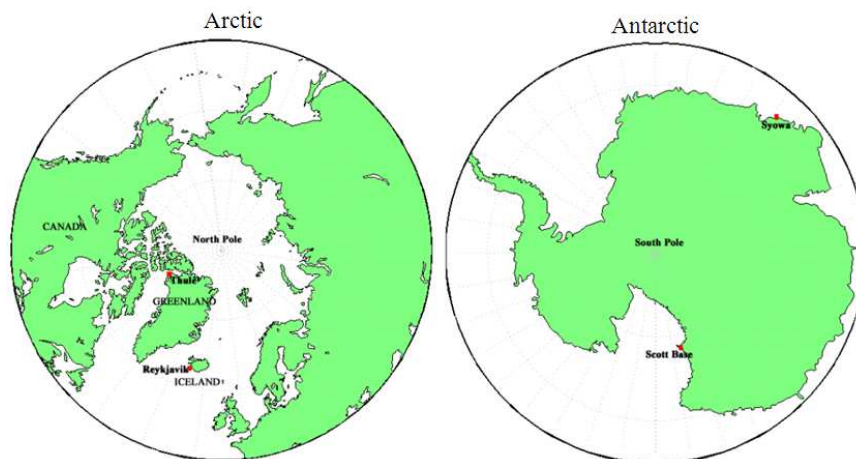 Arctic
Antarctic
CANADA
North Pole
Thule
GREENLAND
Reykjavik
ICELAND
Syowa
South Pole
Scott Base